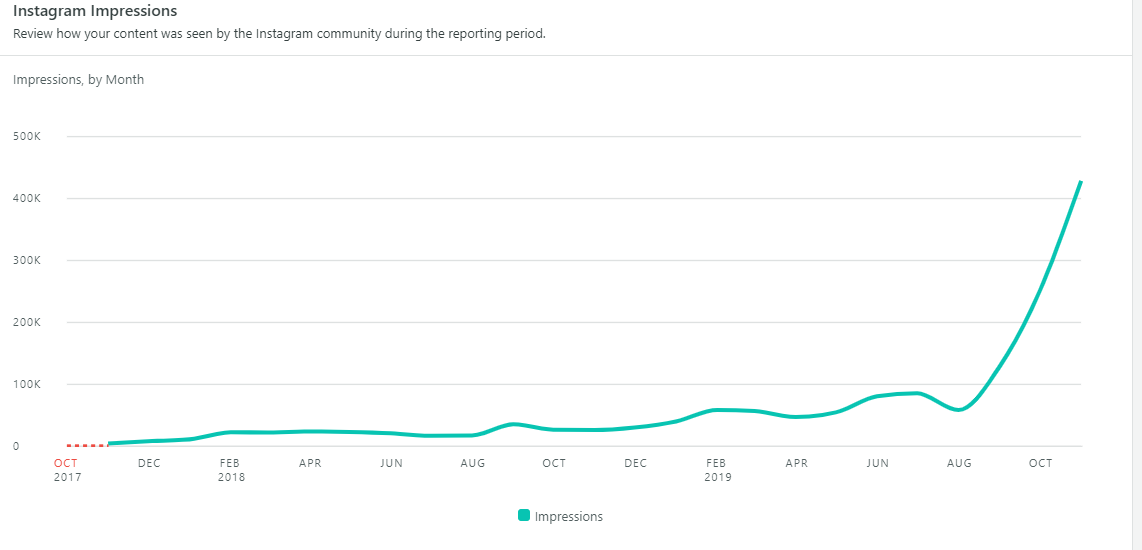 Instagram Impressions
Review how your content was seen by the Instagram community during the reporting period.
Impressions, by Month
500K
400K
300K
200K
100K
0
OCT DEC FEB APR JUN AUG OCT DEC FEB APR JUN AUG OCT
2017 2018 2019
Impressions